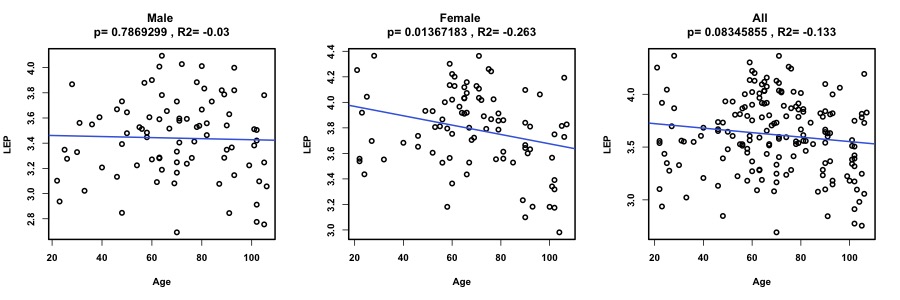 Male
p= 0.7869299 , R2= -0.03
LEP
4.0
3.8
3.6
3.4
3.2
3.0
2.8
20 40 60 80 100
Age
Female
p= 0.01367183 , R2= -0.263
LEP
4.4
4.2
4.0
3.8
3.6
3.4
3.2
3.0
20 40 60 80 100
Age
All
p= 0.08345855 , R2= -0.133
LEP
4.0
3.5
3.0
20 40 60 80 100
Age